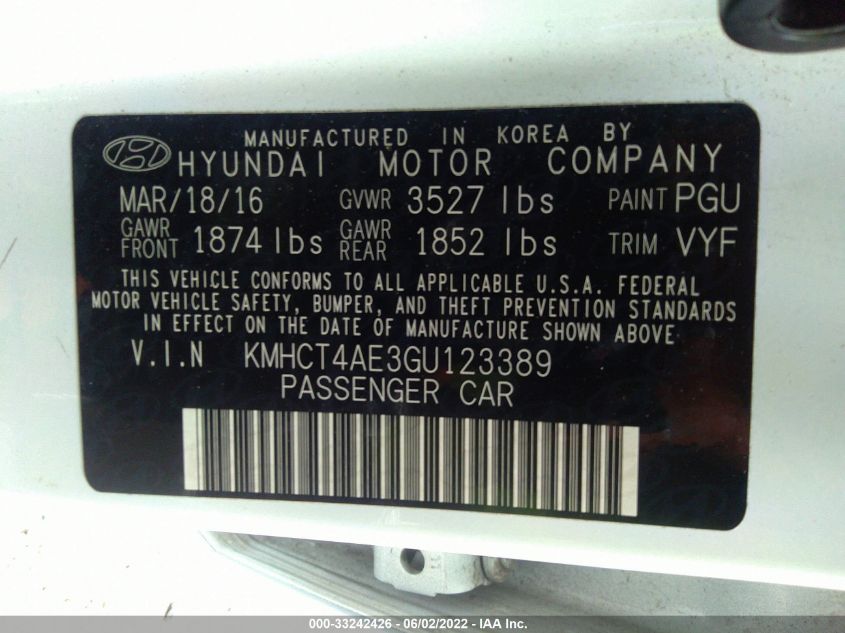 MANUFACTURED IN KOREA BY
HYUNDAI MOTOR COMPANY
MAR/18/16 GVWR 3527 lbs PAINT PGU
GAWR FRONT 1874 lbs GAWR REAR 1852 lbs TRIM VYF
THIS VEHICLE CONFORMS TO ALL APPLICABLE U.S.A. FEDERAL
MOTOR VEHICLE SAFETY, BUMPER, AND THEFT PREVENTION STANDARDS
IN EFFECT ON THE DATE OF MANUFACTURE SHOWN ABOVE
V.I.N KMHCT4AE3GU123389
PASSENGER CAR
000-33242426 - 06/02/2022 - IAA Inc.